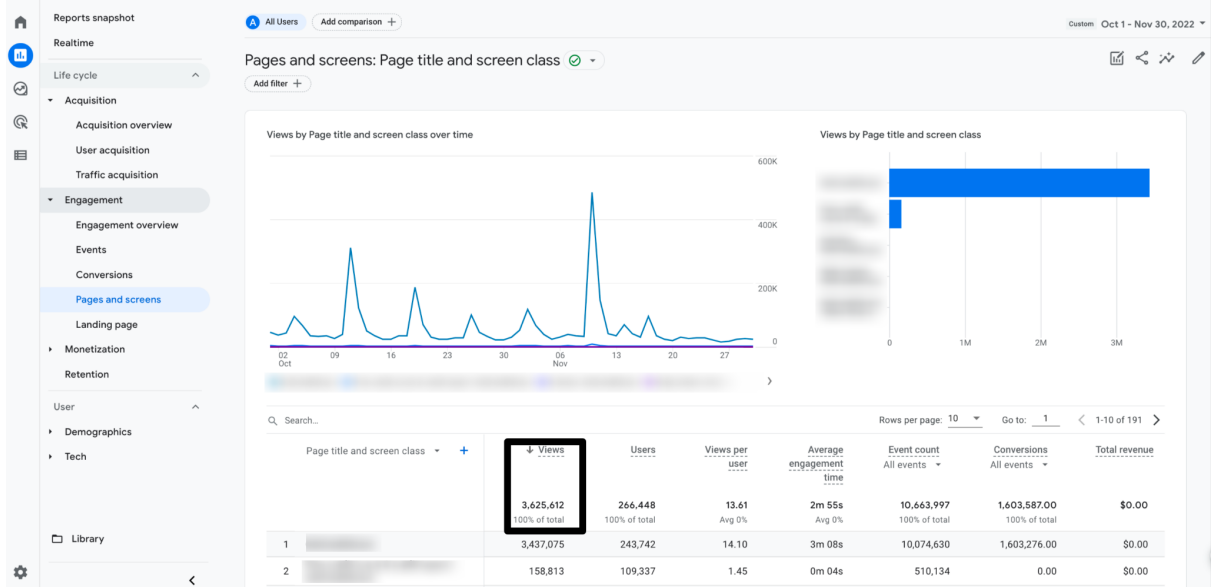 Reports snapshot
Realtime
Life cycle
Acquisition
Acquisition overview
User acquisition
Traffic acquisition
Engagement
Engagement overview
Events
Conversions
Pages and screens
Landing page
Monetization
Retention
User
Demographics
Tech
Library
A All Users
Add comparison +
Custom Oct 1 - Nov 30, 2022
Pages and screens: Page title and screen class
Add filter +
Views by Page title and screen class over time
600K
400K
200K
0
02 09 16 23 30 06 13 20 27
Oct Nov
Views by Page title and screen class
0 1M 2M 3M
Search...
Rows per page: 10 Go to: 1 1-10 of 191
Page title and screen class +
Views
Users
Views per user
Average engagement time
Event count
All events
Conversions
All events
Total revenue
3,625,612 266,448 13.61 2m 55s 10,663,997 1,603,587.00 $0.00
100% of total 100% of total Avg 0% Avg 0% 100% of total 100% of total
1 3,437,075 243,742 14.10 3m 08s 10,074,630 1,603,276.00 $0.00
2 158,813 109,337 1.45 0m 04s 510,134 0.00 $0.00